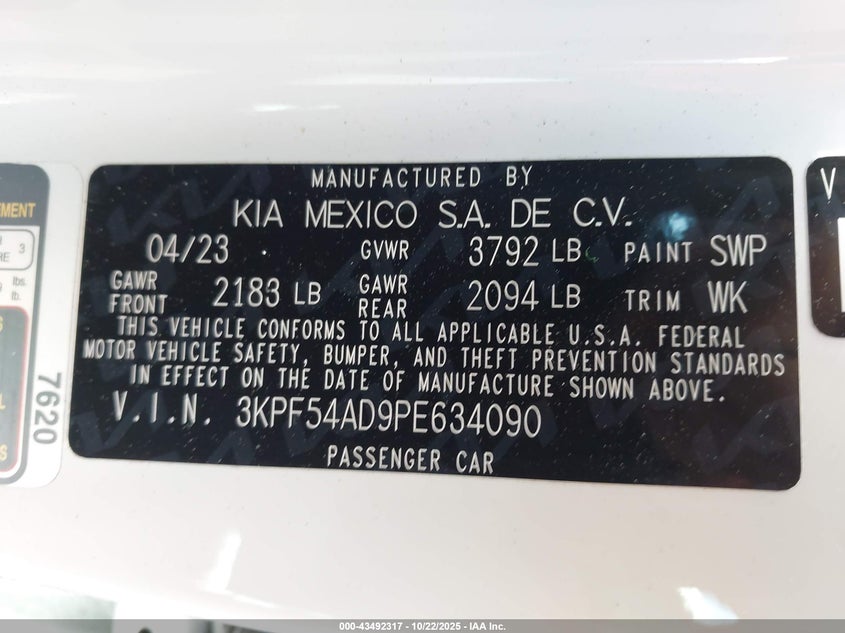 MANUFACTURED BY
KIA MEXICO S.A. DE C.V.
04/23 GVWR 3792 LB PAINT SWP
GAWR FRONT 2183 LB GAWR REAR 2094 LB TRIM WK
THIS VEHICLE CONFORMS TO ALL APPLICABLE U.S.A. FEDERAL
MOTOR VEHICLE SAFETY, BUMPER, AND THEFT PREVENTION STANDARDS
IN EFFECT ON THE DATE OF MANUFACTURE SHOWN ABOVE.
V.I.N. 3KPF54AD9PE634090
PASSENGER CAR
7620
3
lbs.
lb.
V
000-43492317 - 10/22/2025 - IAA Inc.